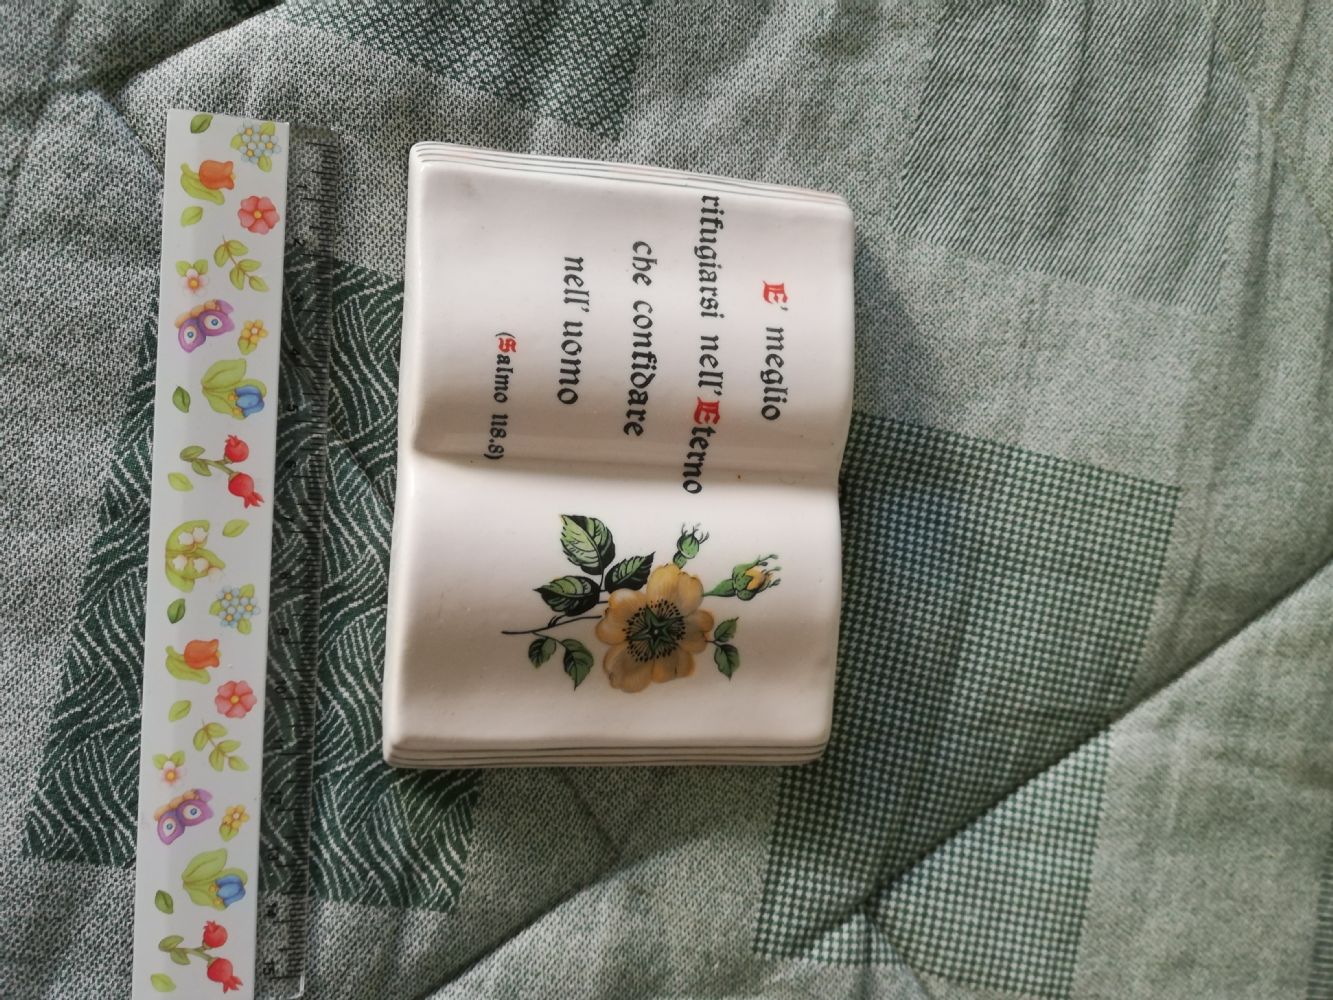 E' meglio
rifugiarsi nell' Eterno
che confidare
nell' uomo
(Salmo 118.8)